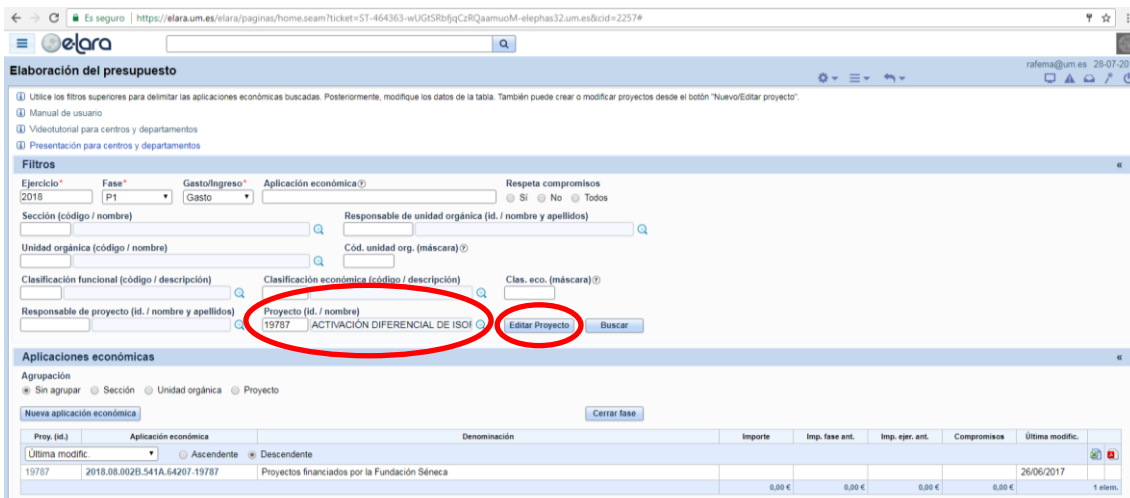 Es seguro | https://elara.um.es/elara/paginas/home.seam?ticket=ST-464363-wUGtSRbfjqCzRQaamuoM-elephas32.um.es&cid=2257#
elara
Elaboración del presupuesto
rafema@um.es 28-07-20
Utilice los filtros superiores para delimitar las aplicaciones económicas buscadas. Posteriormente, modifique los datos de la tabla. También puede crear o modificar proyectos desde el botón "Nuevo/Editar proyecto".
Manual de usuario
Videotutorial para centros y departamentos
Presentación para centros y departamentos
Filtros «
Ejercicio* Fase* Gasto/Ingreso* Aplicación económica Respeta compromisos
2018 P1 Gasto Sí No Todos
Sección (código / nombre) Responsable de unidad orgánica (id. / nombre y apellidos)
Unidad orgánica (código / nombre) Cód. unidad org. (máscara)
Clasificación funcional (código / descripción) Clasificación económica (código / descripción) Clas. eco. (máscara)
Responsable de proyecto (id. / nombre y apellidos) Proyecto (id. / nombre)
19787 ACTIVACIÓN DIFERENCIAL DE ISOF Editar Proyecto Buscar
Aplicaciones económicas «
Agrupación
Sin agrupar Sección Unidad orgánica Proyecto
Nueva aplicación económica Cerrar fase
Proy. (id.) Aplicación económica Denominación Importe Imp. fase ant. Imp. ejer. ant. Compromisos Última modific.
Última modific. Ascendente Descendente
19787 2018.08.002B.541A.64207-19787 Proyectos financiados por la Fundación Séneca 26/06/2017
0,00 € 0,00 € 0,00 € 0,00 € 1 elem.